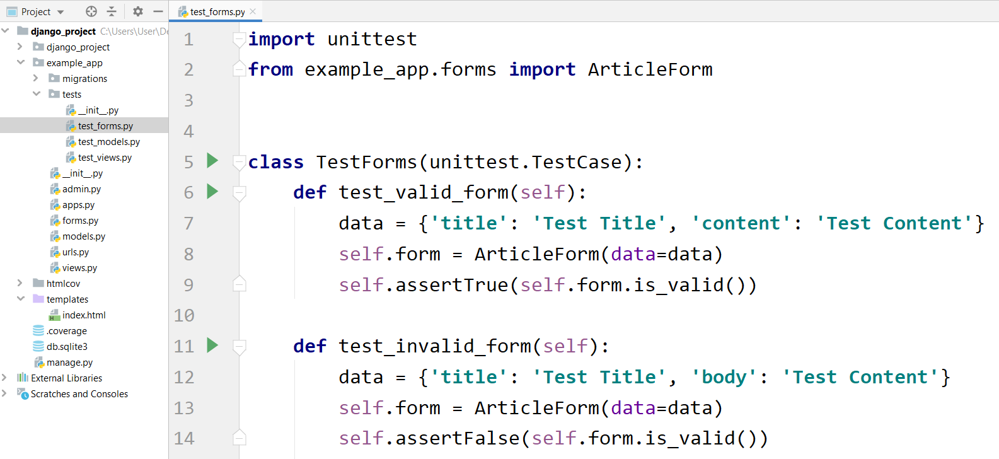 Project
django_project C:\Users\User\De
django_project
example_app
migrations
tests
__init__.py
test_forms.py
test_models.py
test_views.py
__init__.py
admin.py
apps.py
forms.py
models.py
urls.py
views.py
htmlcov
templates
index.html
.coverage
db.sqlite3
manage.py
External Libraries
Scratches and Consoles
test_forms.py
1 import unittest
2 from example_app.forms import ArticleForm
3
4
5 class TestForms(unittest.TestCase):
6 def test_valid_form(self):
7 data = {'title': 'Test Title', 'content': 'Test Content'}
8 self.form = ArticleForm(data=data)
9 self.assertTrue(self.form.is_valid())
10
11 def test_invalid_form(self):
12 data = {'title': 'Test Title', 'body': 'Test Content'}
13 self.form = ArticleForm(data=data)
14 self.assertFalse(self.form.is_valid())